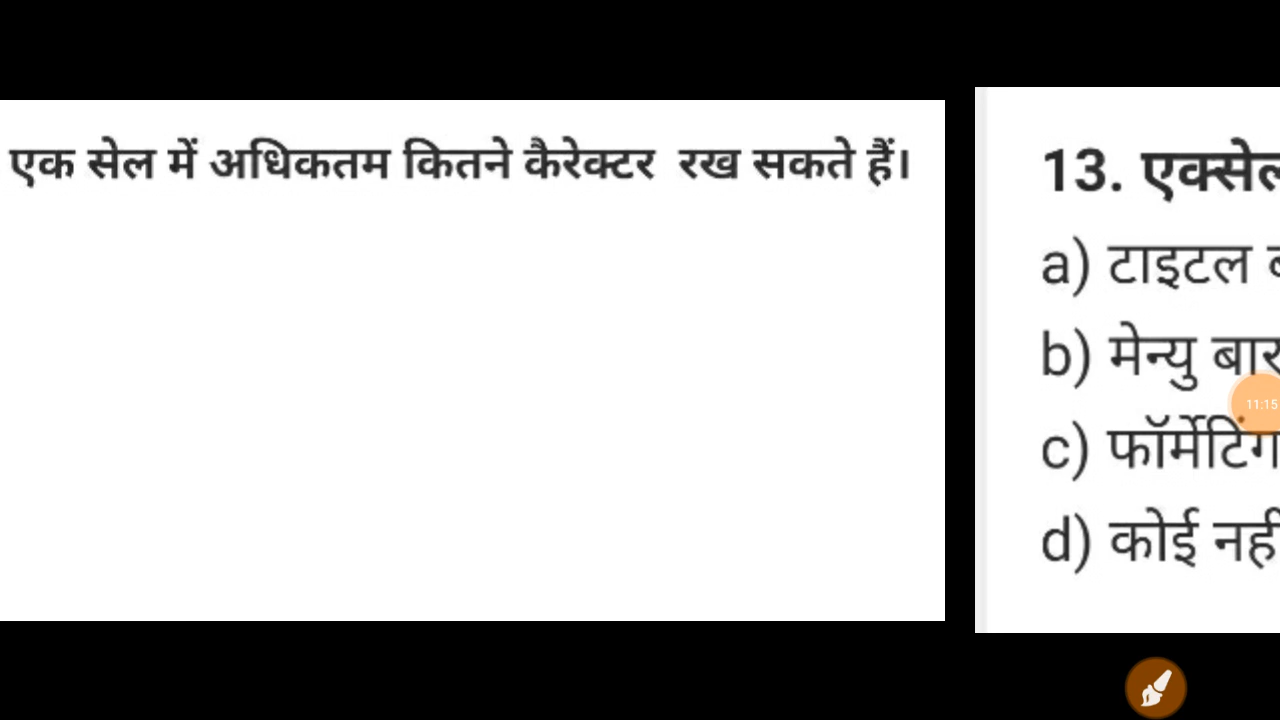 एक सेल में अधिकतम कितने कैरेक्टर रख सकते हैं।
13. एक्सेल
a) टाइटल
b) मेन्यु बार
c) फॉर्मेटिंग
d) कोई नहीं
11:15